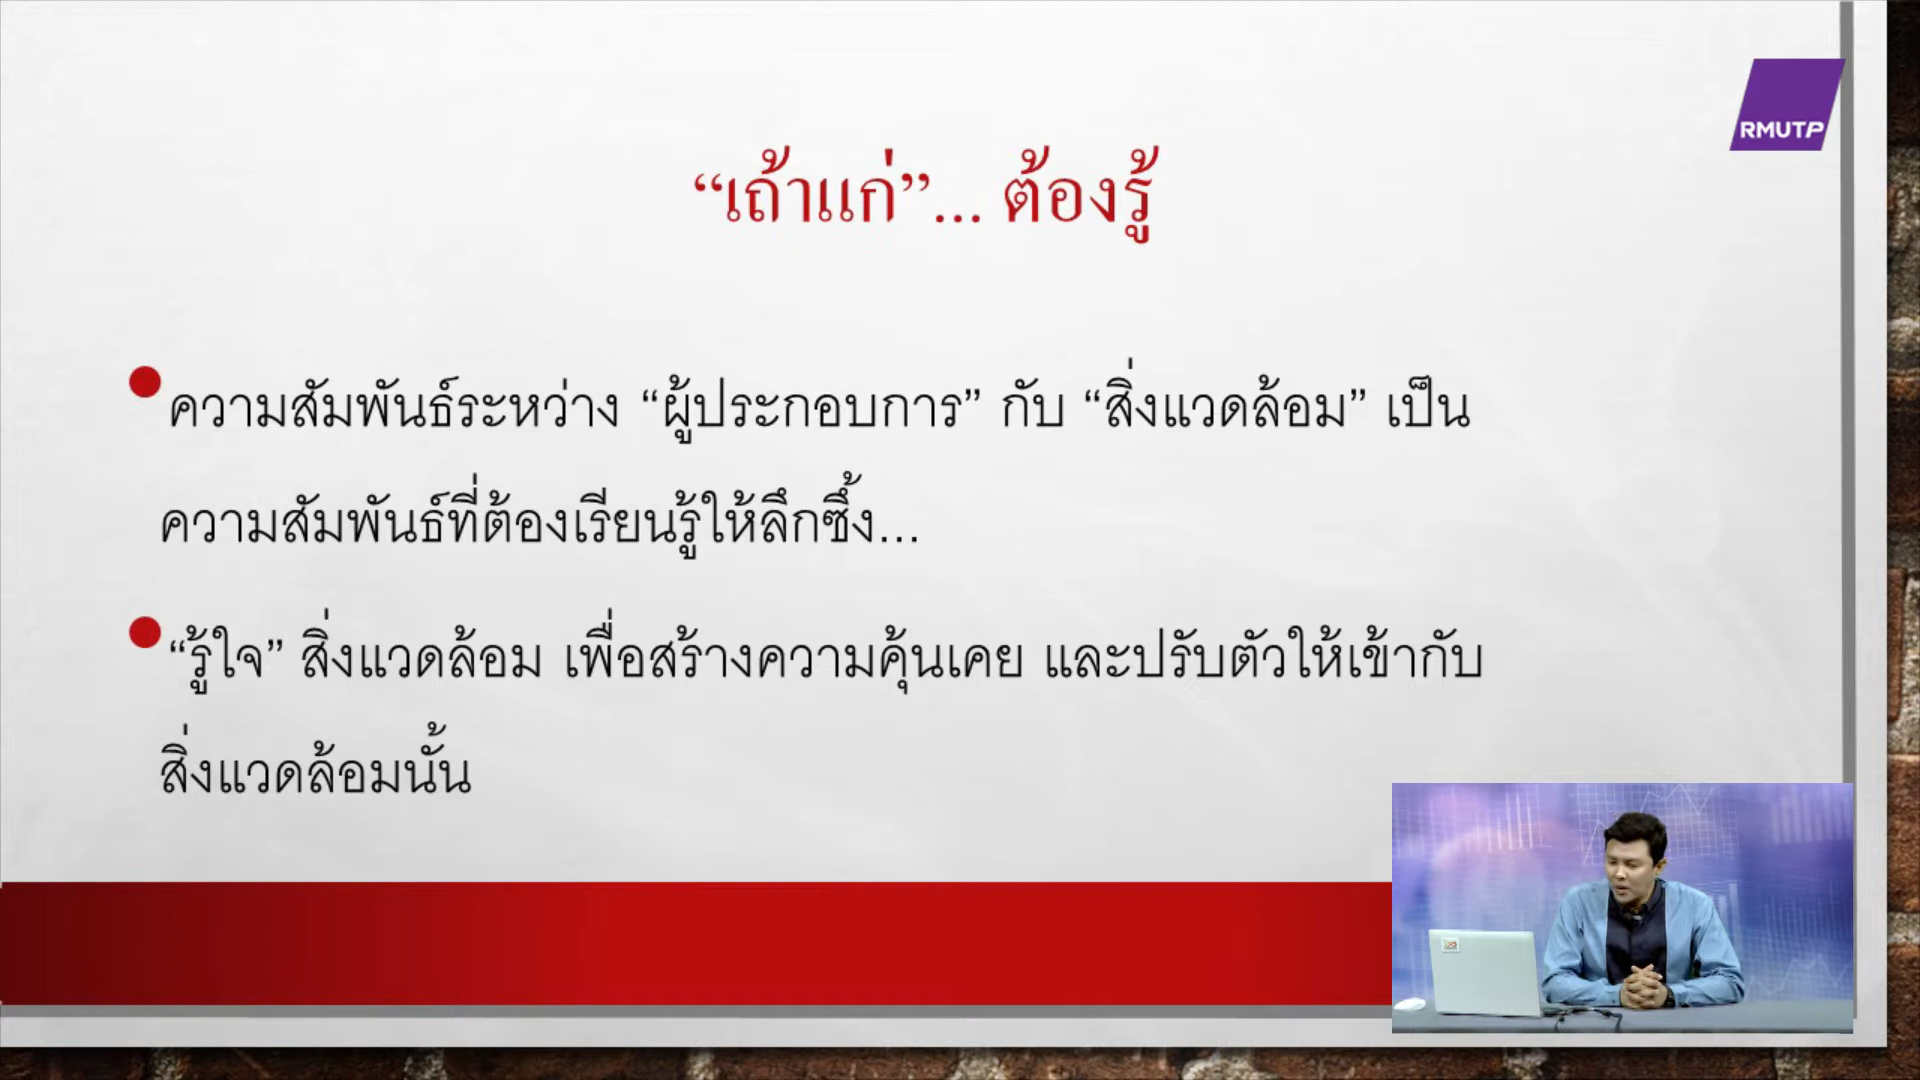 RMUTP
“เถ้าแก่”... ต้องรู้
ความสัมพันธ์ระหว่าง “ผู้ประกอบการ” กับ “สิ่งแวดล้อม” เป็น
ความสัมพันธ์ที่ต้องเรียนรู้ให้ลึกซึ้ง...
“รู้ใจ” สิ่งแวดล้อม เพื่อสร้างความคุ้นเคย และปรับตัวให้เข้ากับ
สิ่งแวดล้อมนั้น